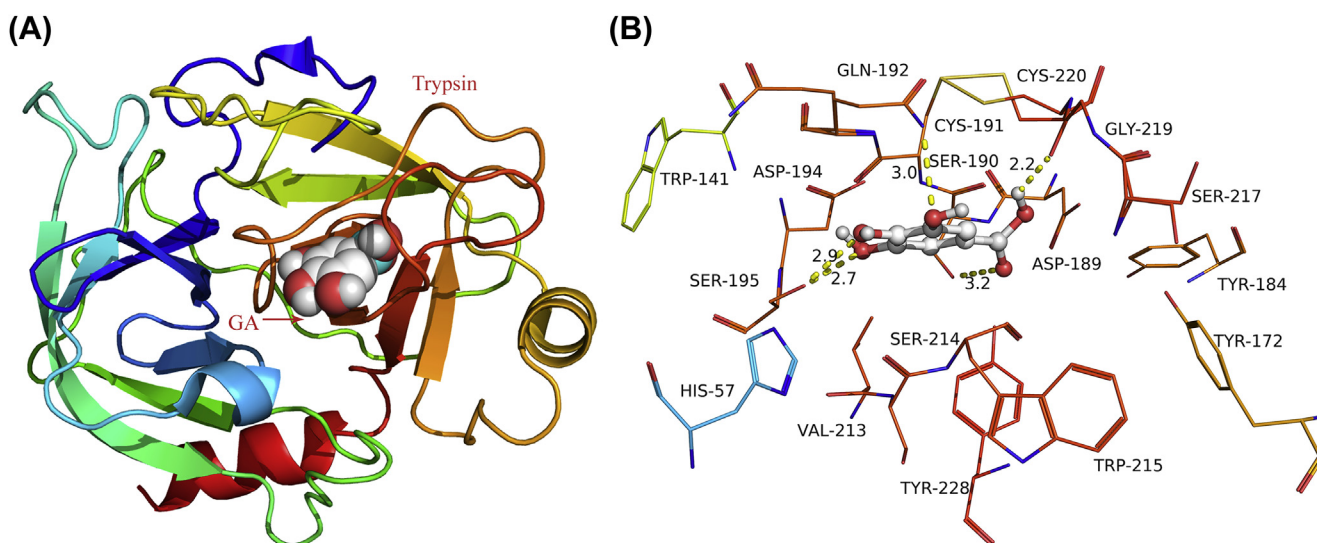 (A)
Trypsin
GA
(B)
GLN-192
CYS-220
CYS-191
GLY-219
SER-190
2.2
TRP-141
ASP-194
3.0
SER-217
2.9
ASP-189
SER-195
2.7
3.2
TYR-184
SER-214
TYR-172
HIS-57
VAL-213
TRP-215
TYR-228